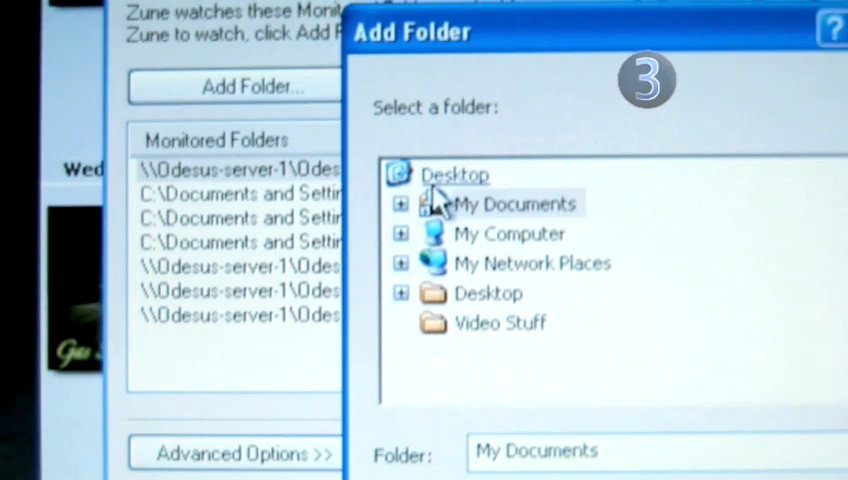 Zune watches these Monit
Zune to watch, click Add F
Add Folder...
Monitored Folders
\\Odesus-server-1\Odes
C:\Documents and Settin
C:\Documents and Settin
C:\Documents and Settin
\\Odesus-server-1\Odes
\\Odesus-server-1\Odes
\\Odesus-server-1\Odes
Advanced Options >>
Wed
Add Folder
?
3
Select a folder:
Desktop
My Documents
My Computer
My Network Places
Desktop
Video Stuff
Folder:
My Documents